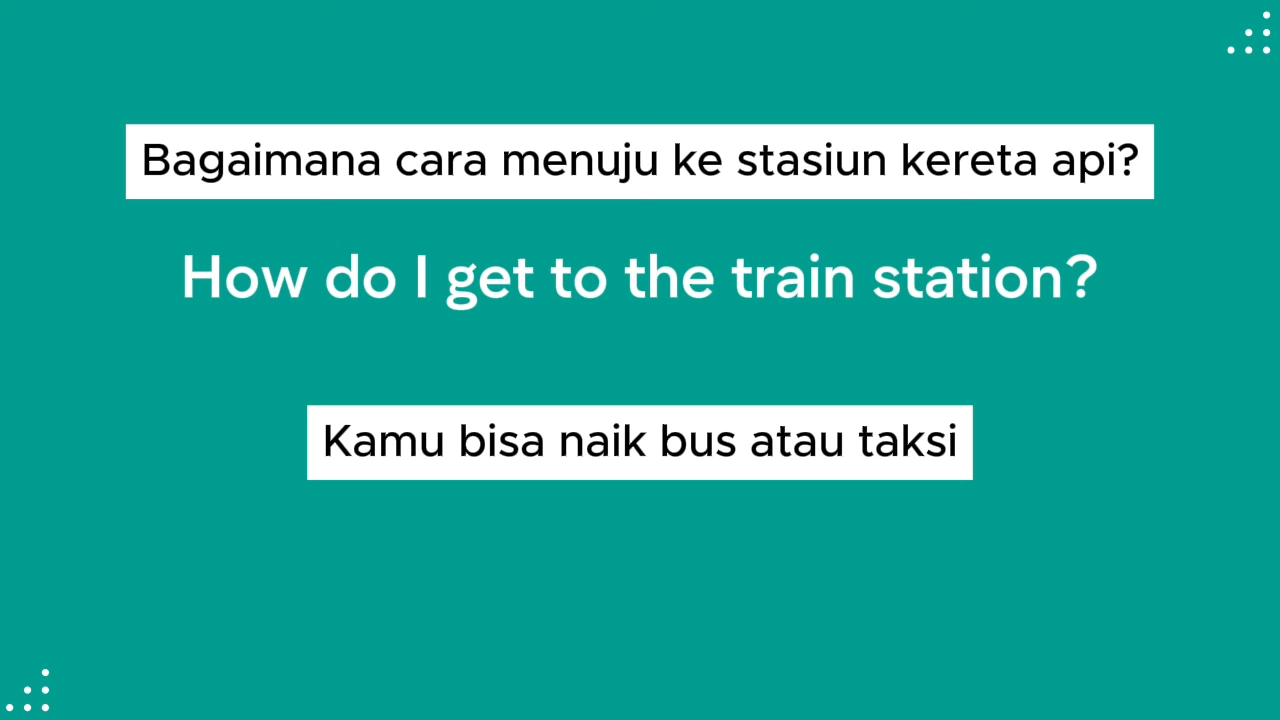 Bagaimana cara menuju ke stasiun kereta api?
How do I get to the train station?
Kamu bisa naik bus atau taksi